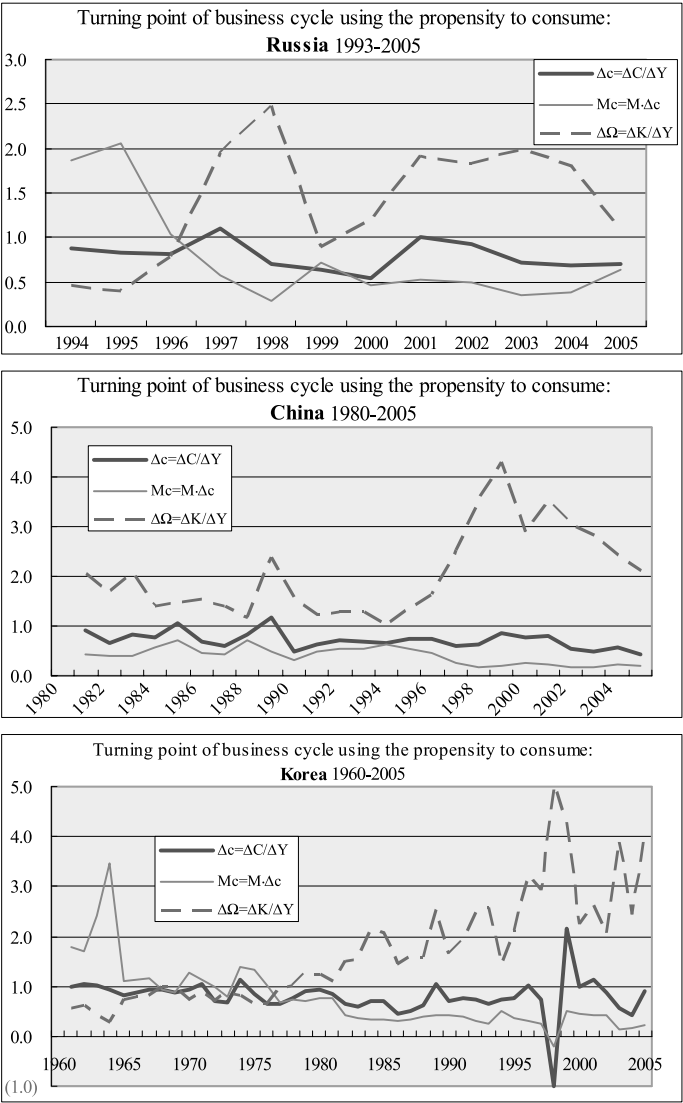 Turning point of business cycle using the propensity to consume:
Russia 1993-2005
3.0
2.5
2.0
1.5
1.0
0.5
0.0
Δc=ΔC/ΔY
Mc=M·Δc
ΔΩ=ΔK/ΔY
1994 1995 1996 1997 1998 1999 2000 2001 2002 2003 2004 2005
Turning point of business cycle using the propensity to consume:
China 1980-2005
5.0
4.0
3.0
2.0
1.0
0.0
Δc=ΔC/ΔY
Mc=M·Δc
ΔΩ=ΔK/ΔY
1980 1982 1984 1986 1988 1990 1992 1994 1996 1998 2000 2002 2004
Turning point of business cycle using the propensity to consume:
Korea 1960-2005
5.0
4.0
3.0
2.0
1.0
0.0
(1.0)
Δc=ΔC/ΔY
Mc=M·Δc
ΔΩ=ΔK/ΔY
1960 1965 1970 1975 1980 1985 1990 1995 2000 2005